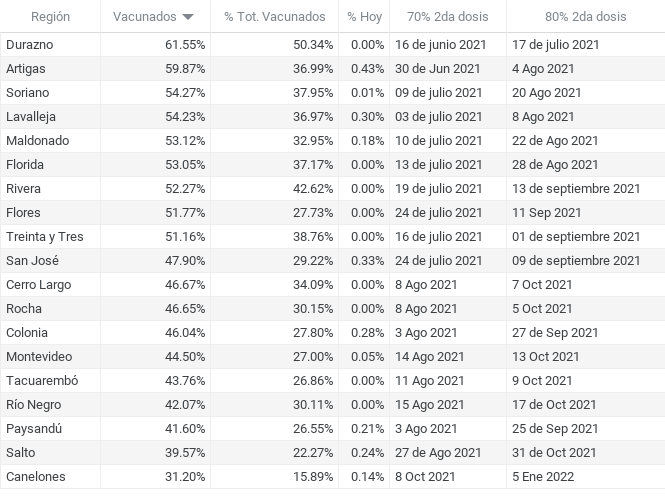 Región Vacunados % Tot. Vacunados % Hoy 70% 2da dosis 80% 2da dosis
Durazno 61.55% 50.34% 0.00% 16 de junio 2021 17 de julio 2021
Artigas 59.87% 36.99% 0.43% 30 de Jun 2021 4 Ago 2021
Soriano 54.27% 37.95% 0.01% 09 de julio 2021 20 Ago 2021
Lavalleja 54.23% 36.97% 0.30% 03 de julio 2021 8 Ago 2021
Maldonado 53.12% 32.95% 0.18% 10 de julio 2021 22 de Ago 2021
Florida 53.05% 37.17% 0.00% 13 de julio 2021 28 de Ago 2021
Rivera 52.27% 42.62% 0.00% 19 de julio 2021 13 de septiembre 2021
Flores 51.77% 27.73% 0.00% 24 de julio 2021 11 Sep 2021
Treinta y Tres 51.16% 38.76% 0.00% 16 de julio 2021 01 de septiembre 2021
San José 47.90% 29.22% 0.33% 24 de julio 2021 09 de septiembre 2021
Cerro Largo 46.67% 34.09% 0.00% 8 Ago 2021 7 Oct 2021
Rocha 46.65% 30.15% 0.00% 8 Ago 2021 5 Oct 2021
Colonia 46.04% 27.80% 0.28% 3 Ago 2021 27 de Sep 2021
Montevideo 44.50% 27.00% 0.05% 14 Ago 2021 13 Oct 2021
Tacuarembó 43.76% 26.86% 0.00% 11 Ago 2021 9 Oct 2021
Río Negro 42.07% 30.11% 0.00% 15 Ago 2021 17 de Oct 2021
Paysandú 41.60% 26.55% 0.21% 3 Ago 2021 25 de Sep 2021
Salto 39.57% 22.27% 0.24% 27 de Ago 2021 31 de Oct 2021
Canelones 31.20% 15.89% 0.14% 8 Oct 2021 5 Ene 2022